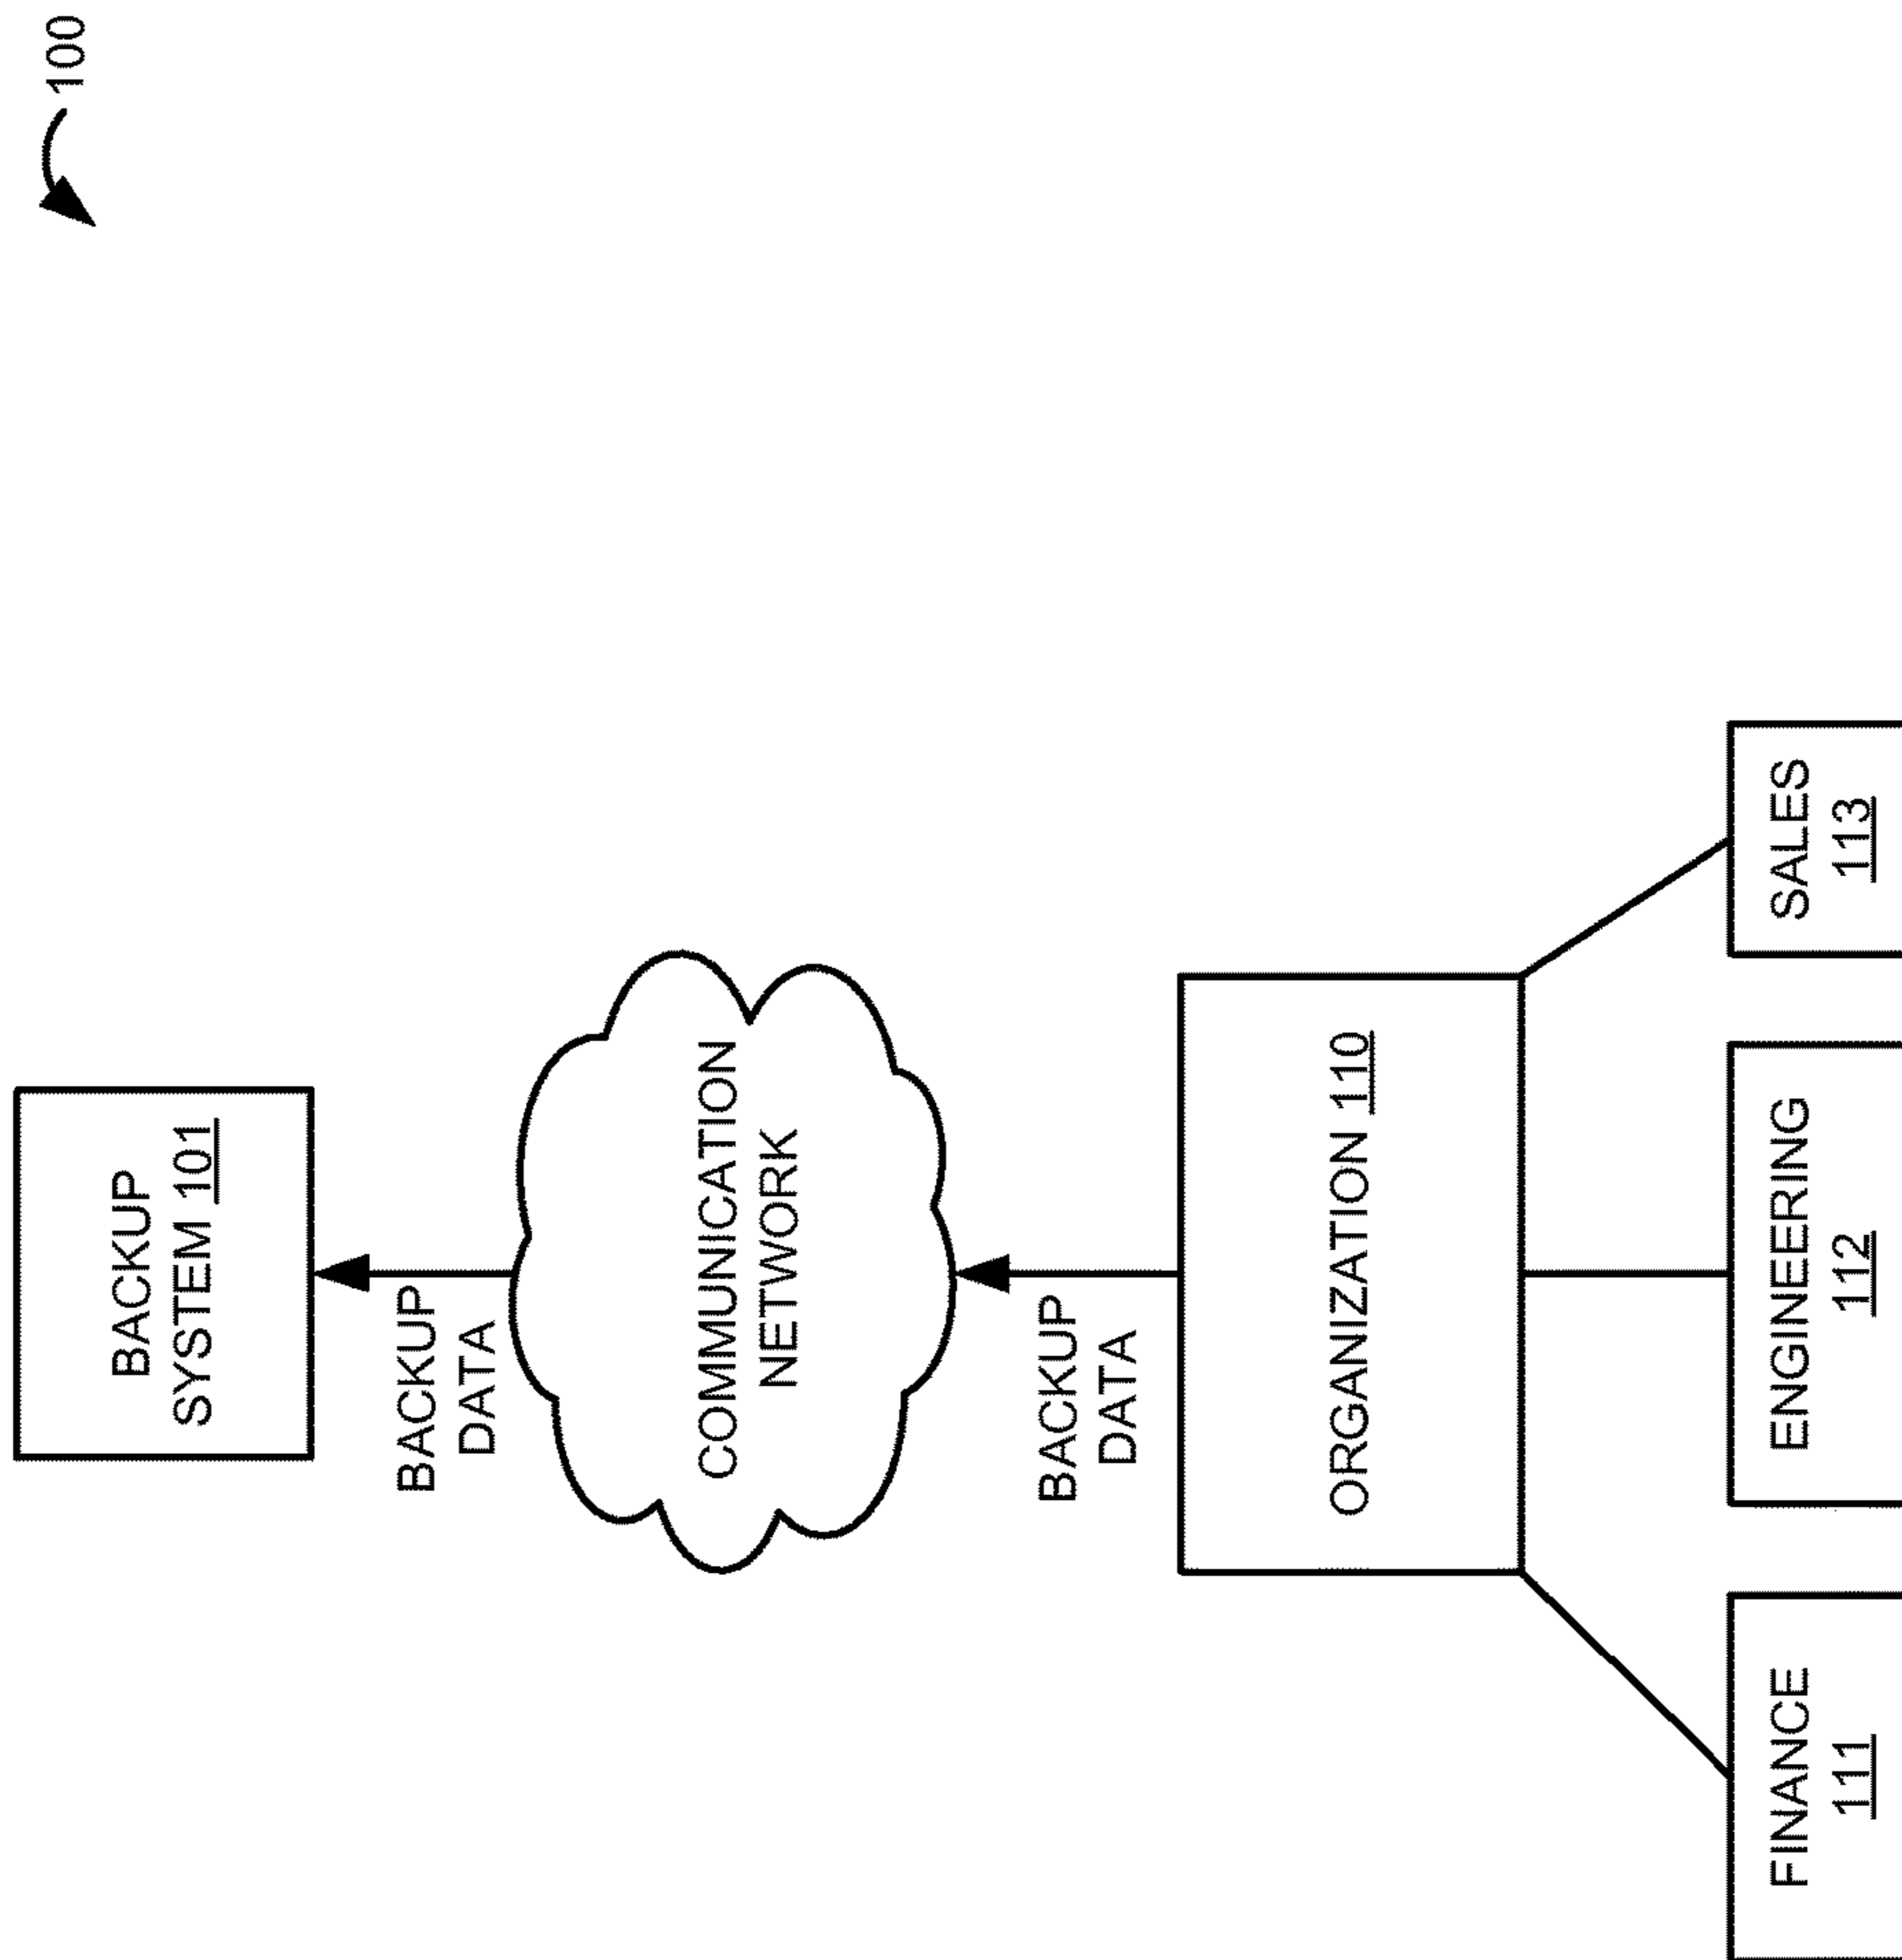 100
BACKUP
SYSTEM 101
BACKUP
DATA
COMMUNICATION
NETWORK
BACKUP
DATA
ORGANIZATION 110
FINANCE
111
ENGINEERING
112
SALES
113